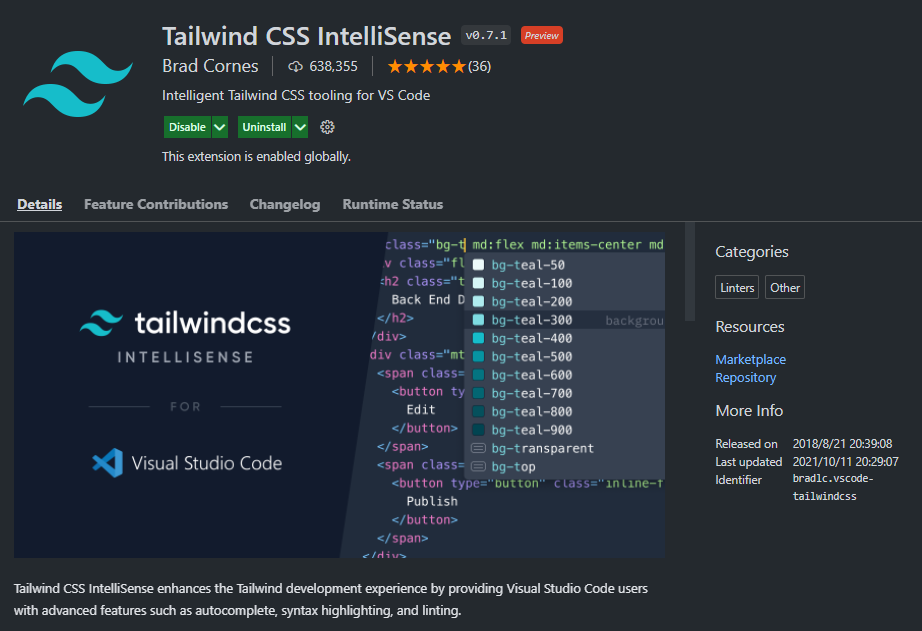 Tailwind CSS IntelliSense v0.7.1 Preview
Brad Cornes 638,355 (36)
Intelligent Tailwind CSS tooling for VS Code
Disable Uninstall
This extension is enabled globally.
Details Feature Contributions Changelog Runtime Status
tailwindcss
INTELLISENSE
FOR
Visual Studio Code
class="bg-t md:flex md:items-center md
v class="fl
<h2 class="t
Back End D
</h2>
/div>
div class="mt
<span class=
<button ty
Edit
</button>
</span>
<span class=
<button type="button" class="inline-f
Publish
</button>
</span>
</div>
bg-teal-50
bg-teal-100
bg-teal-200
bg-teal-300 backgrou
bg-teal-400
bg-teal-500
bg-teal-600
bg-teal-700
bg-teal-800
bg-teal-900
bg-transparent
bg-top
Tailwind CSS IntelliSense enhances the Tailwind development experience by providing Visual Studio Code users
with advanced features such as autocomplete, syntax highlighting, and linting.
Categories
Linters Other
Resources
Marketplace
Repository
More Info
Released on 2018/8/21 20:39:08
Last updated 2021/10/11 20:29:07
Identifier bradlc.vscode-
tailwindcss